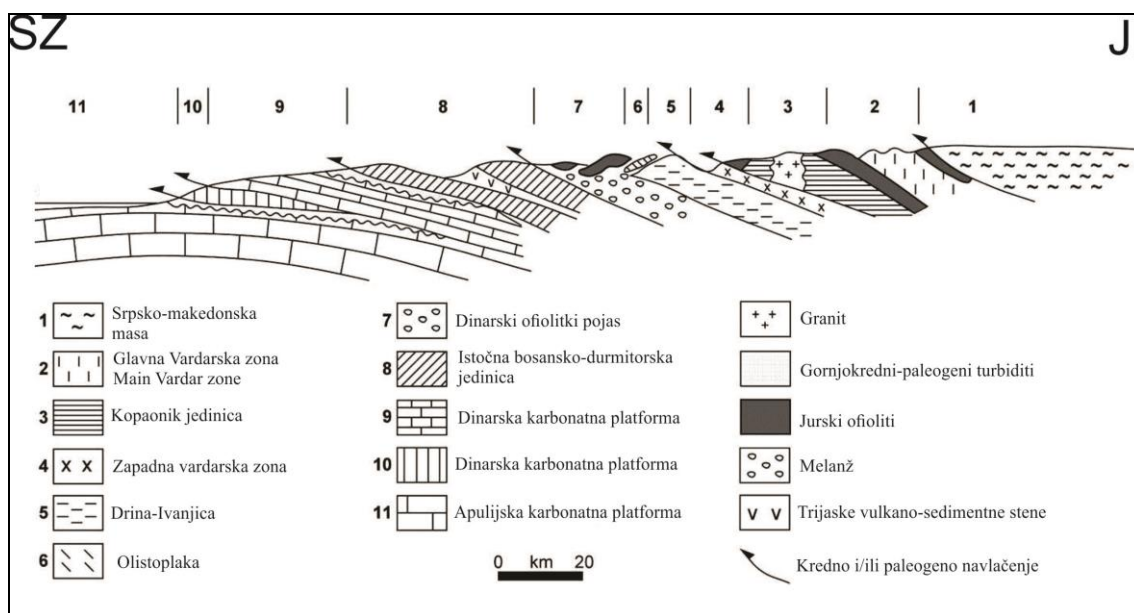 SZ
J
11 10 9 8 7 6 5 4 3 2 1
1 Srpsko-makedonska
masa
2 Glavna Vardarska zona
Main Vardar zone
3 Kopaonik jedinica
4 Zapadna vardarska zona
5 Drina-Ivanjica
6 Olistoplaka
7 Dinarski ofiolitki pojas
8 Istočna bosansko-durmitorska
jedinica
9 Dinarska karbonatna platforma
10 Dinarska karbonatna platforma
11 Apulijska karbonatna platforma
0 km 20
Granit
Gornjokredni-paleogeni turbiditi
Jurski ofioliti
Melanž
Trijaske vulkano-sedimentne stene
Kredno i/ili paleogeno navlačenje